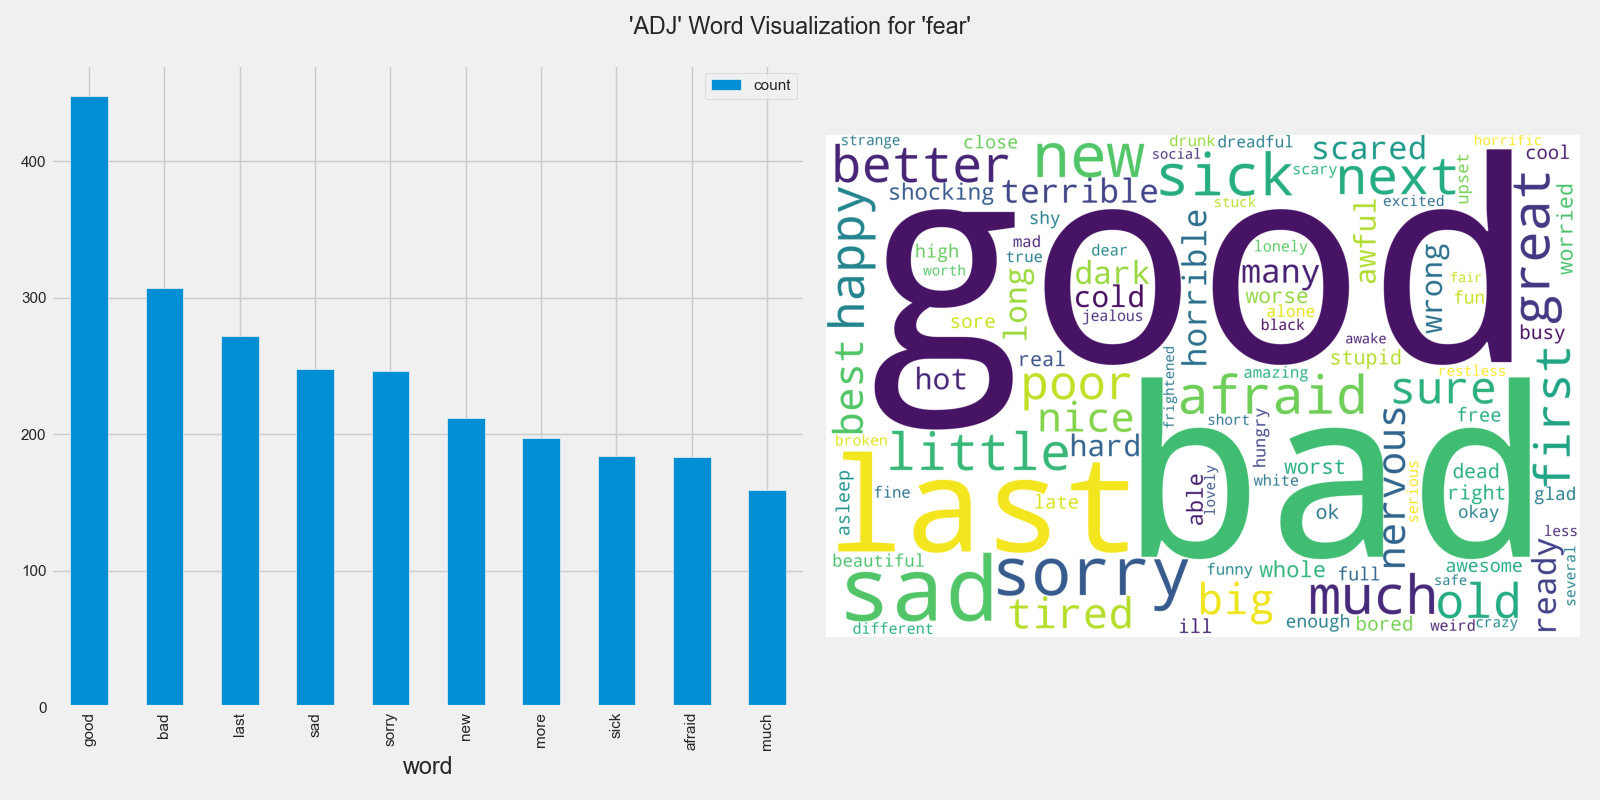 'ADJ' Word Visualization for 'fear'
count
400
300
200
100
0
good
bad
last
sad
sorry
new
more
sick
afraid
much
word
strange
close
drunk
dreadful
horrific
better
new
social
scared
cool
sick
scary
next
upset
shocking
terrible
stuck
excited
great
worried
happy
shy
good
high
worth
mad
true
dear
dark
cold
jealous
horrible
lonely
many
worse
alone
black
awful
wrong
fair
fun
busy
long
sore
awake
stupid
real
hot
best
poor
nice
frightened
amazing
afraid
restless
sure
first
short
free
broken
little
hard
hungry
bad
nervous
worst
white
dead
right
okay
able
lovely
ok
serious
glad
asleep
fine
last
late
less
beautiful
sad
sorry
funny
whole
full
awesome
safe
several
tired
big
much
old
ready
different
ill
enough
bored
weird
crazy